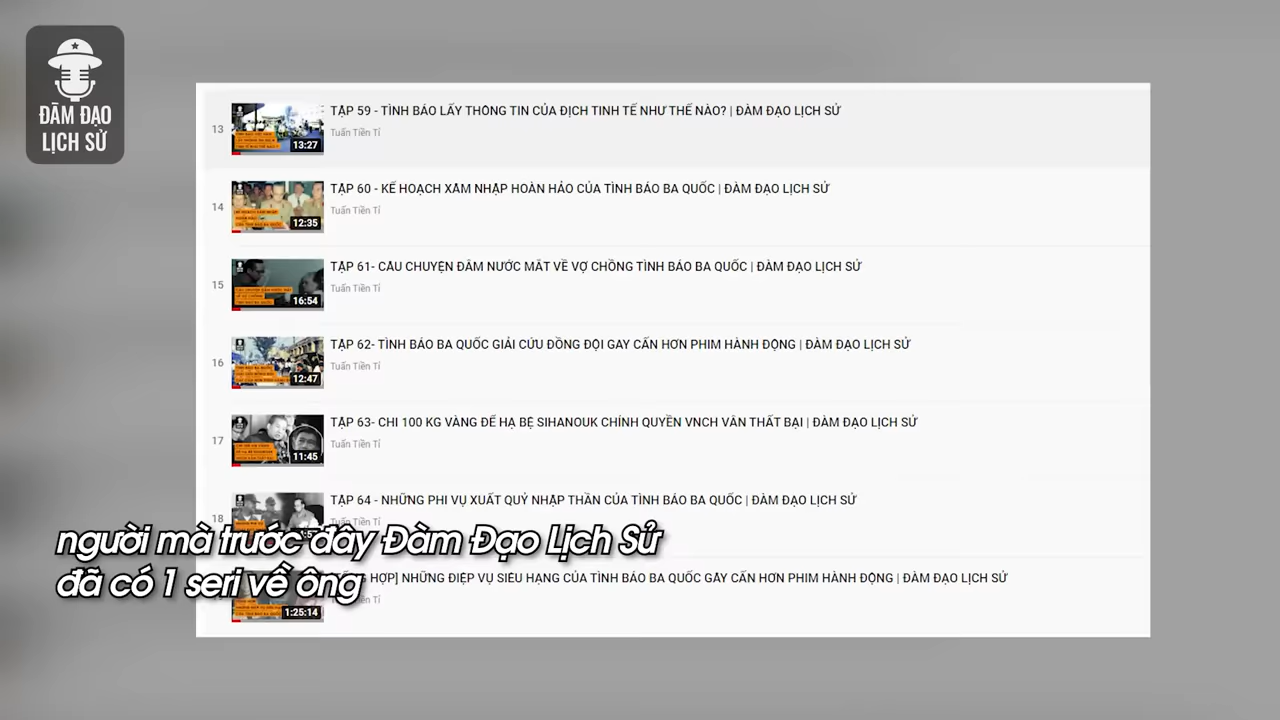 ĐÀM ĐẠO
LỊCH SỬ
13
13:27
TẬP 59 - TÌNH BÁO LẤY THÔNG TIN CỦA ĐỊCH TINH TẾ NHƯ THẾ NÀO? | ĐÀM ĐẠO LỊCH SỬ
Tuấn Tiền Tỉ
14
12:35
TẬP 60 - KẾ HOẠCH XÂM NHẬP HOÀN HẢO CỦA TÌNH BÁO BA QUỐC | ĐÀM ĐẠO LỊCH SỬ
Tuấn Tiền Tỉ
15
16:54
TẬP 61- CÂU CHUYỆN ĐẪM NƯỚC MẮT VỀ VỢ CHỒNG TÌNH BÁO BA QUỐC | ĐÀM ĐẠO LỊCH SỬ
Tuấn Tiền Tỉ
16
12:47
TẬP 62- TÌNH BÁO BA QUỐC GIẢI CỨU ĐỒNG ĐỘI GAY CẤN HƠN PHIM HÀNH ĐỘNG | ĐÀM ĐẠO LỊCH SỬ
Tuấn Tiền Tỉ
17
11:45
TẬP 63- CHI 100 KG VÀNG ĐỂ HẠ BỆ SIHANOUK CHÍNH QUYỀN VNCH VẪN THẤT BẠI | ĐÀM ĐẠO LỊCH SỬ
Tuấn Tiền Tỉ
18
TẬP 64 - NHỮNG PHI VỤ XUẤT QUỶ NHẬP THẦN CỦA TÌNH BÁO BA QUỐC | ĐÀM ĐẠO LỊCH SỬ
Tuấn Tiền Tỉ
người mà trước đây Đàm Đạo Lịch Sử
đã có 1 seri về ông
HỢP] NHỮNG ĐIỆP VỤ SIÊU HẠNG CỦA TÌNH BÁO BA QUỐC GÂY CẤN HƠN PHIM HÀNH ĐỘNG | ĐÀM ĐẠO LỊCH SỬ
Tiền Tỉ
1:25:14